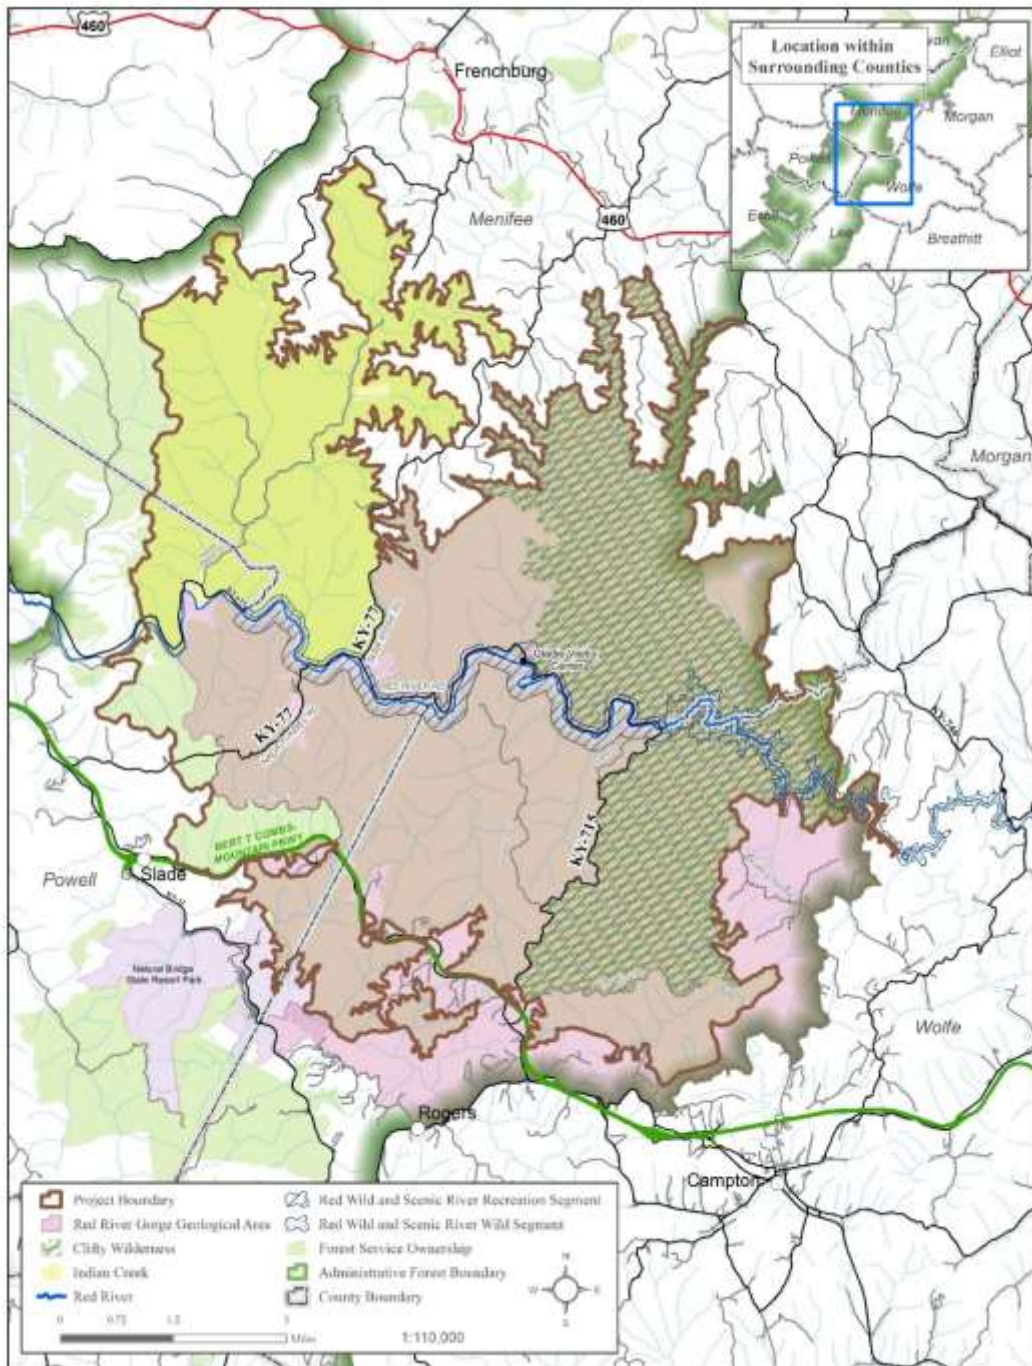 460
Frenchburg
Location within
Surrounding Counties
Elliot
Menifee
Morgan
Powell
Wolfe
Estill
Lee
Breathitt
Menifee
460
Morgan
KY-77
KY-77
KY-746
KY-715
BERT T COMBS
MOUNTAIN PKWY
Slade
Powell
Natural Bridge
State Resort Park
Wolfe
Rogers
Campton
Project Boundary
Red River Gorge Geological Area
Clifty Wilderness
Indian Creek
Red River
Red Wild and Scenic River Recreation Segment
Red Wild and Scenic River Wild Segment
Forest Service Ownership
Administrative Forest Boundary
County Boundary
N
W E
S
0 0.75 1.5 3
Miles
1:110,000